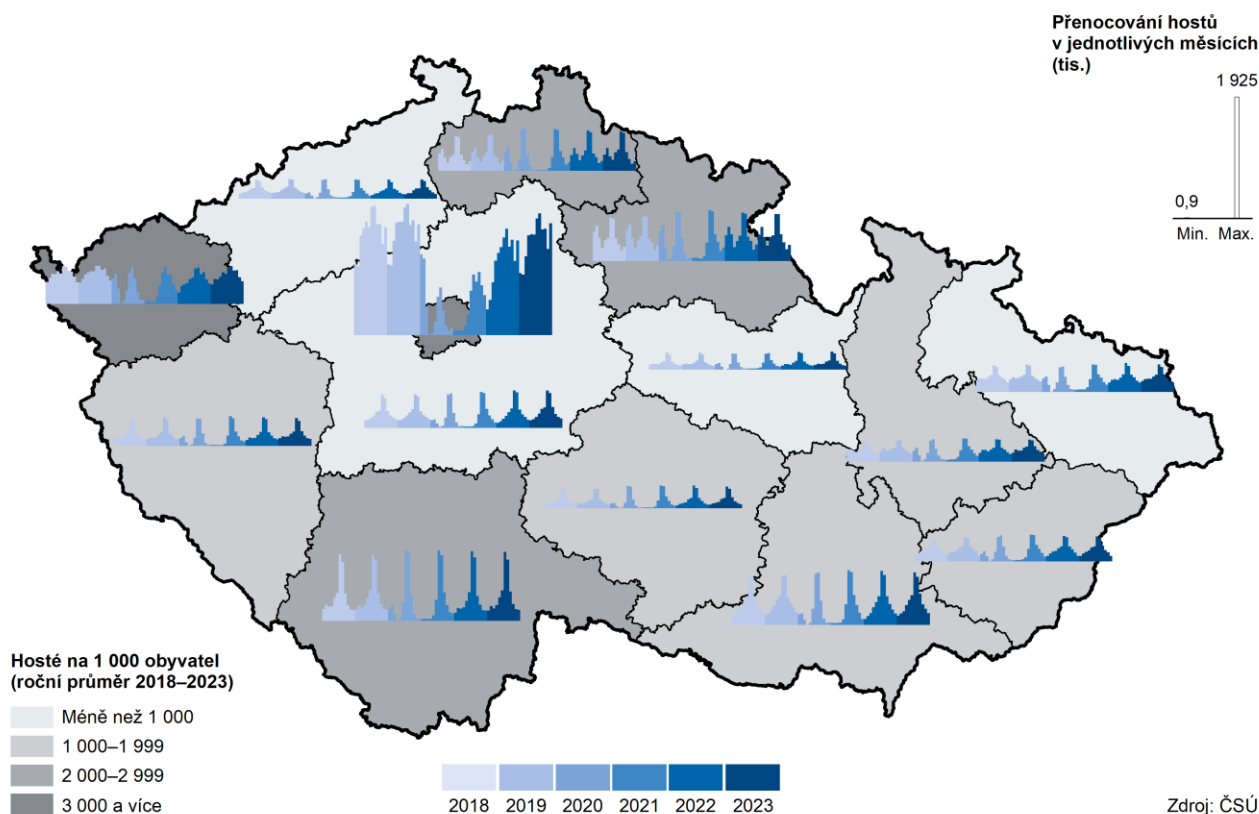 Přenocování hostů
v jednotlivých měsících
(tis.)
1 925
0,9
Min. Max.
Hosté na 1 000 obyvatel
(roční průměr 2018–2023)
Méně než 1 000
1 000–1 999
2 000–2 999
3 000 a více
2018 2019 2020 2021 2022 2023
Zdroj: ČSÚ